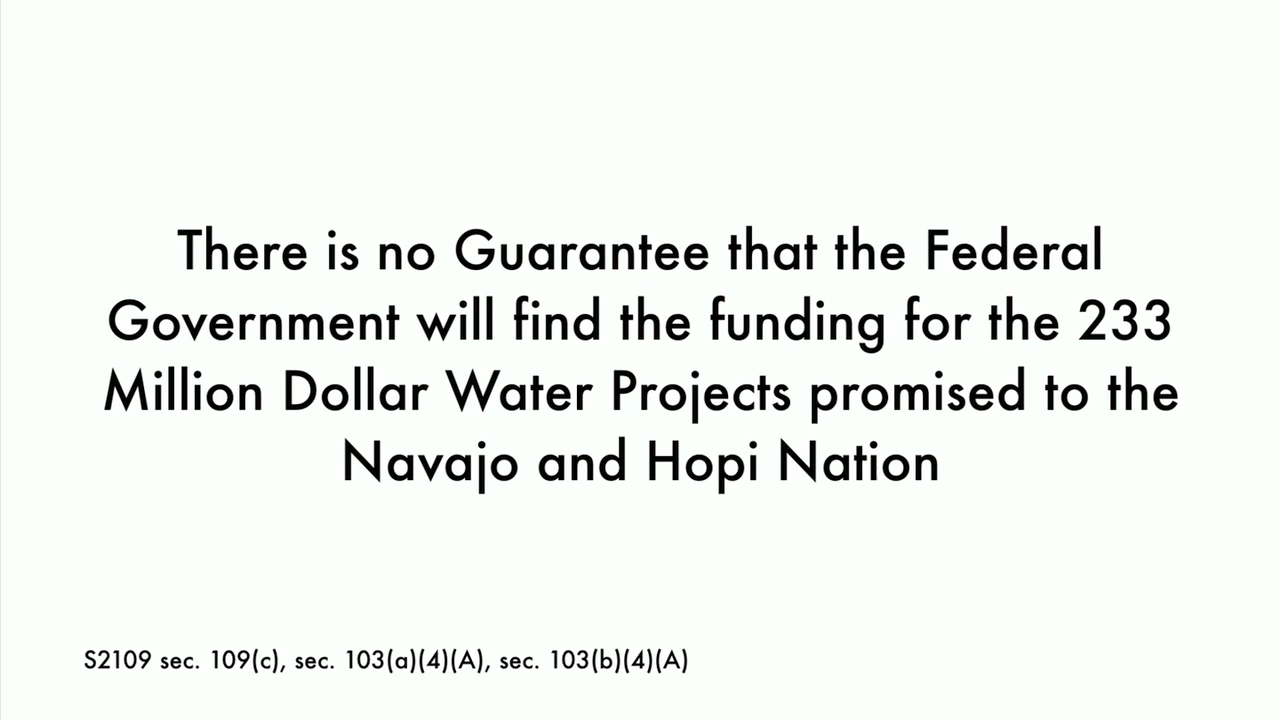 There is no Guarantee that the Federal
Government will find the funding for the 233
Million Dollar Water Projects promised to the
Navajo and Hopi Nation
S2109 sec. 109(c), sec. 103(a)(4)(A), sec. 103(b)(4)(A)